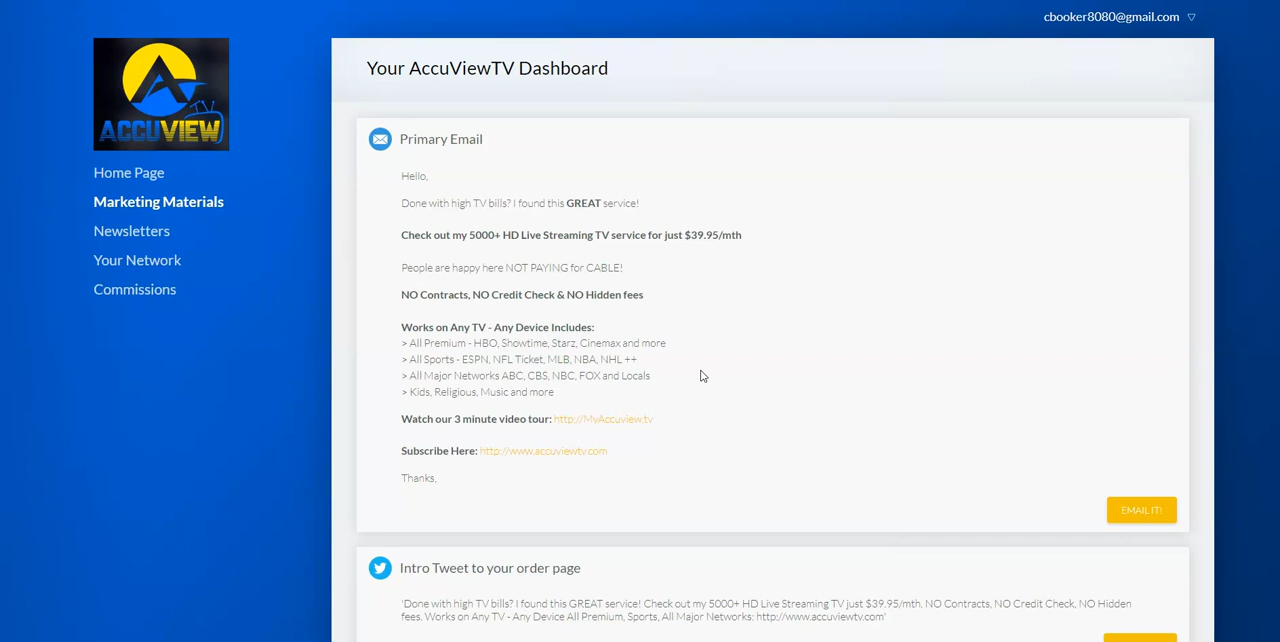 cbooker8080@gmail.com
ACCUVIEW
TV
Your AccuViewTV Dashboard
Home Page
Marketing Materials
Newsletters
Your Network
Commissions
Primary Email
Hello,
Done with high TV bills? I found this GREAT service!
Check out my 5000+ HD Live Streaming TV service for just $39.95/mth
People are happy here NOT PAYING for CABLE!
NO Contracts, NO Credit Check & NO Hidden fees
Works on Any TV - Any Device Includes:
> All Premium - HBO, Showtime, Starz, Cinemax and more
> All Sports - ESPN, NFL Ticket, MLB, NBA, NHL ++
> All Major Networks ABC, CBS, NBC, FOX and Locals
> Kids, Religious, Music and more
Watch our 3 minute video tour: http://MyAccuview.tv
Subscribe Here: http://www.accuviewtv.com
Thanks,
EMAIL IT!
Intro Tweet to your order page
'Done with high TV bills? I found this GREAT service! Check out my 5000+ HD Live Streaming TV just $39.95/mth. NO Contracts, NO Credit Check, NO Hidden
fees. Works on Any TV - Any Device All Premium, Sports, All Major Networks: http://www.accuviewtv.com'